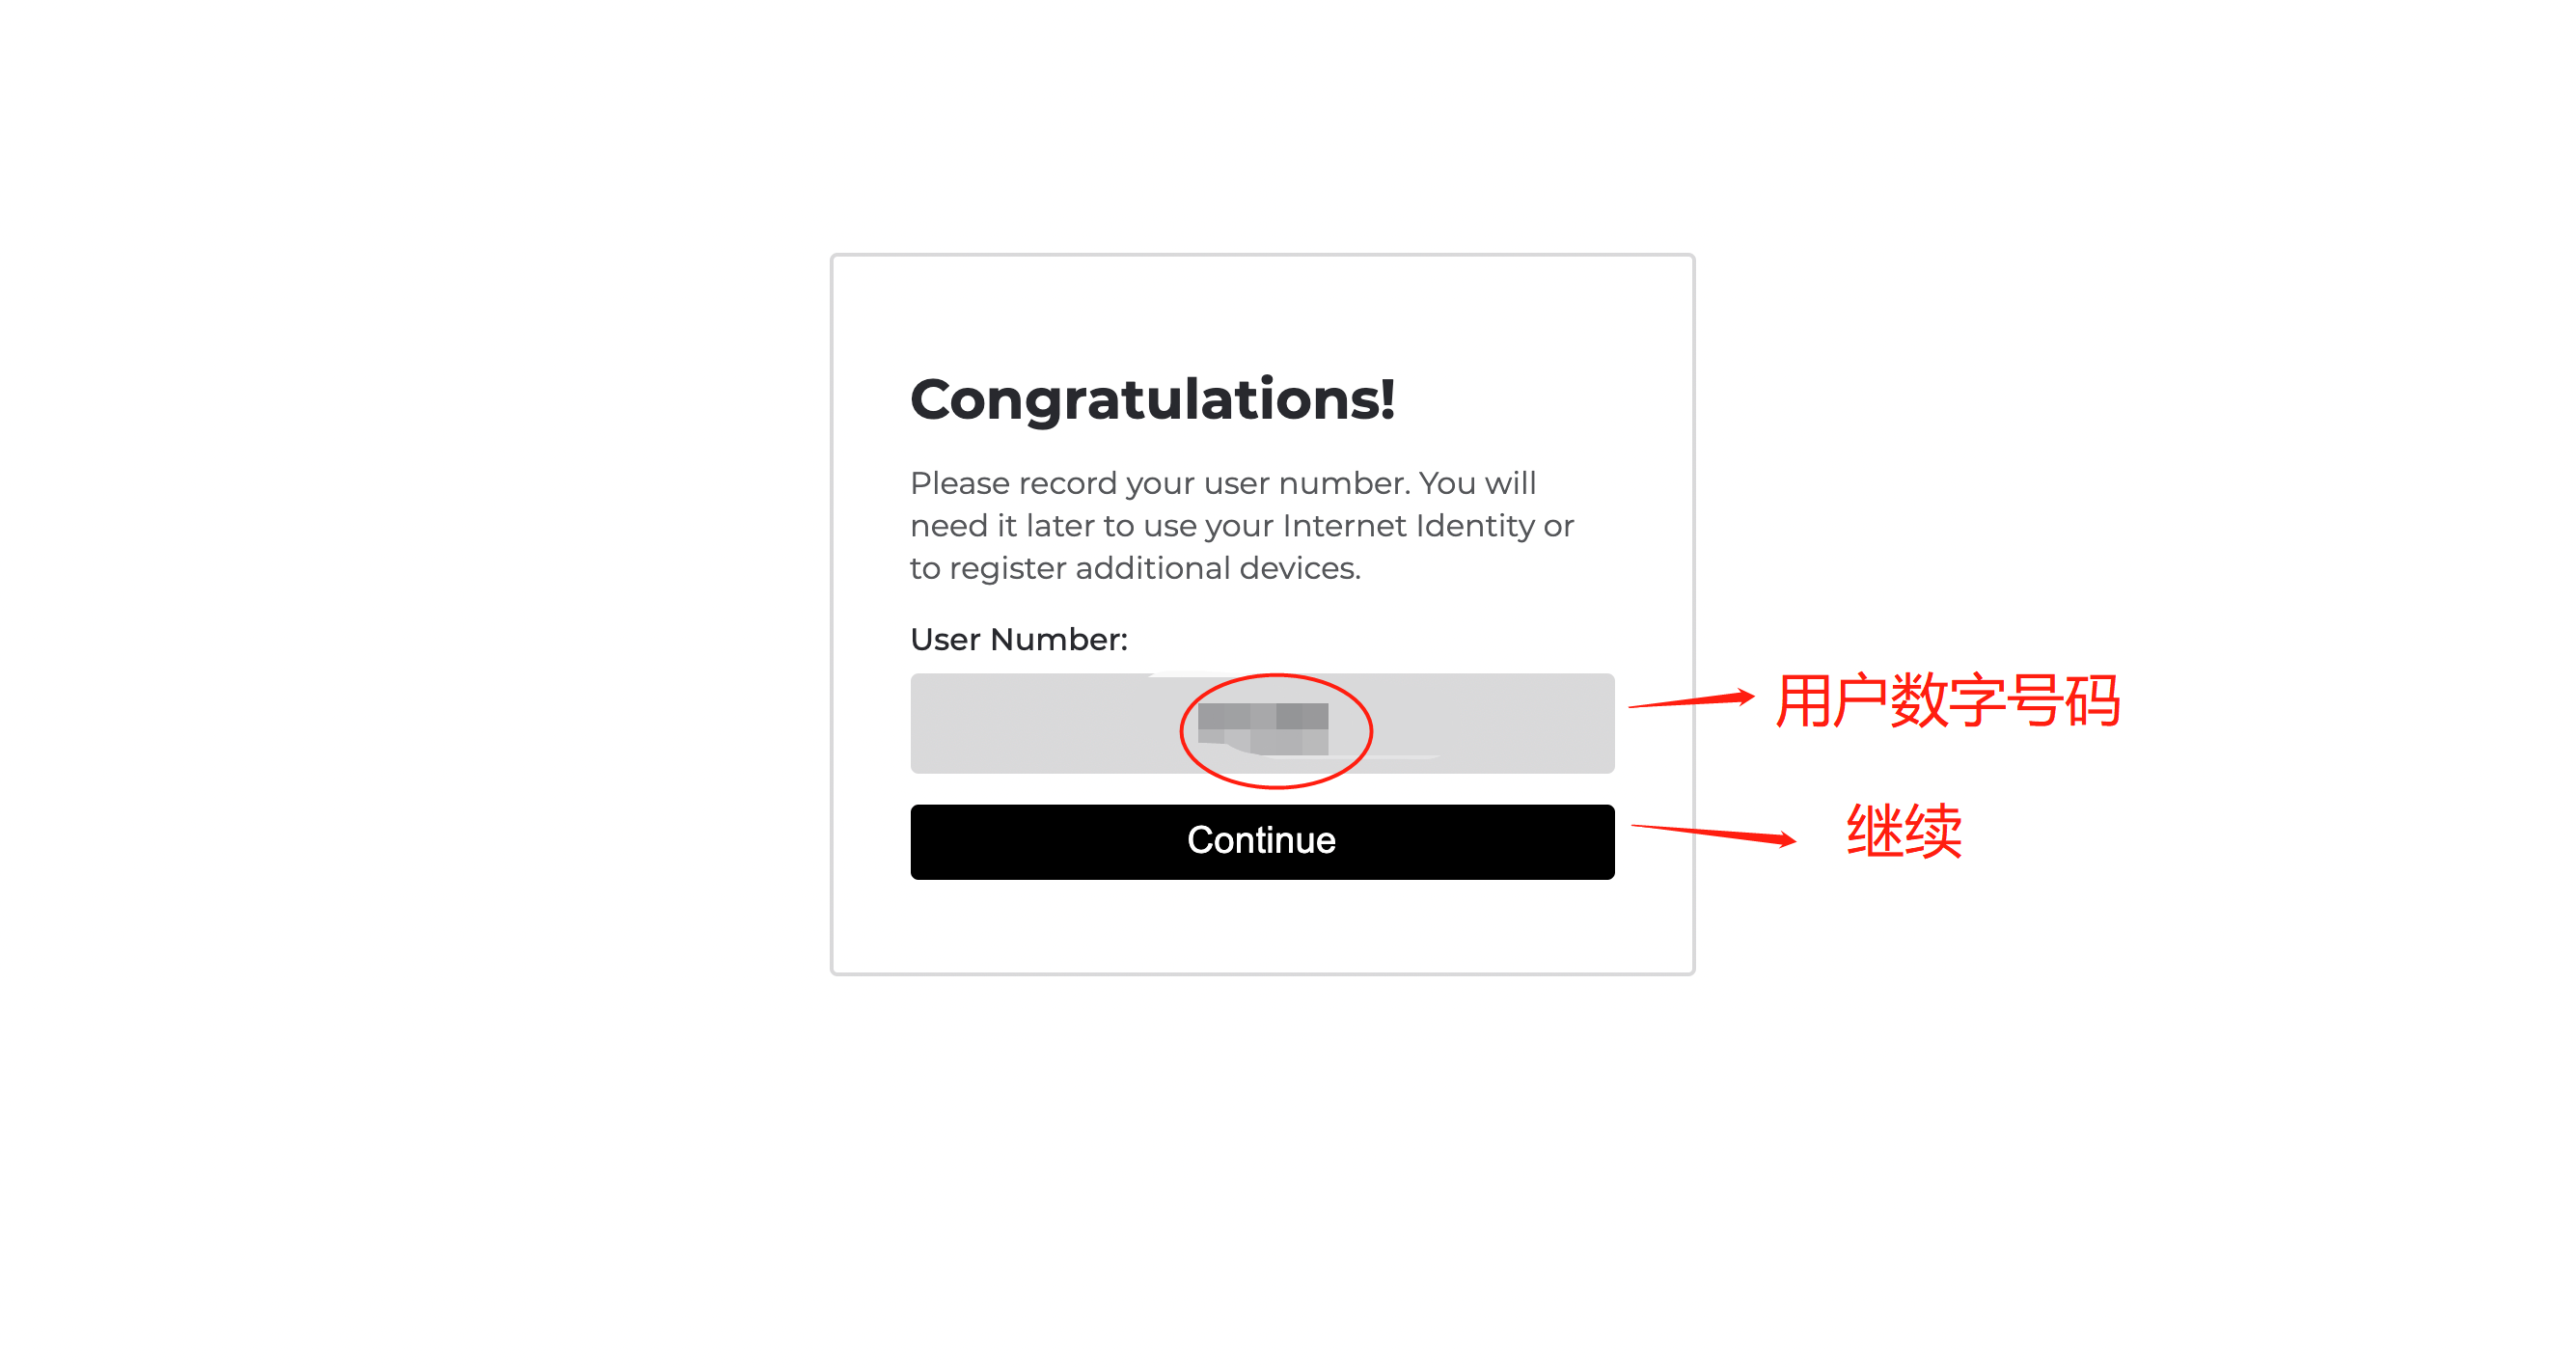 Congratulations!
Please record your user number. You will
need it later to use your Internet Identity or
to register additional devices.
User Number:
用户数字号码
Continue
继续